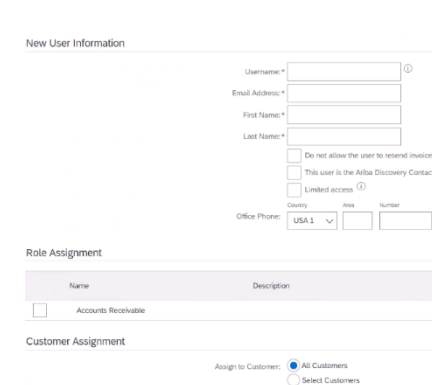 New User Information
Username:*
Email Address:*
First Name:*
Last Name:*
Do not allow the user to resend invoice
This user is the Ariba Discovery Contac
Limited access
Country Area Number
Office Phone: USA 1
Role Assignment
Name Description
Accounts Receivable
Customer Assignment
Assign to Customer: All Customers
Select Customers